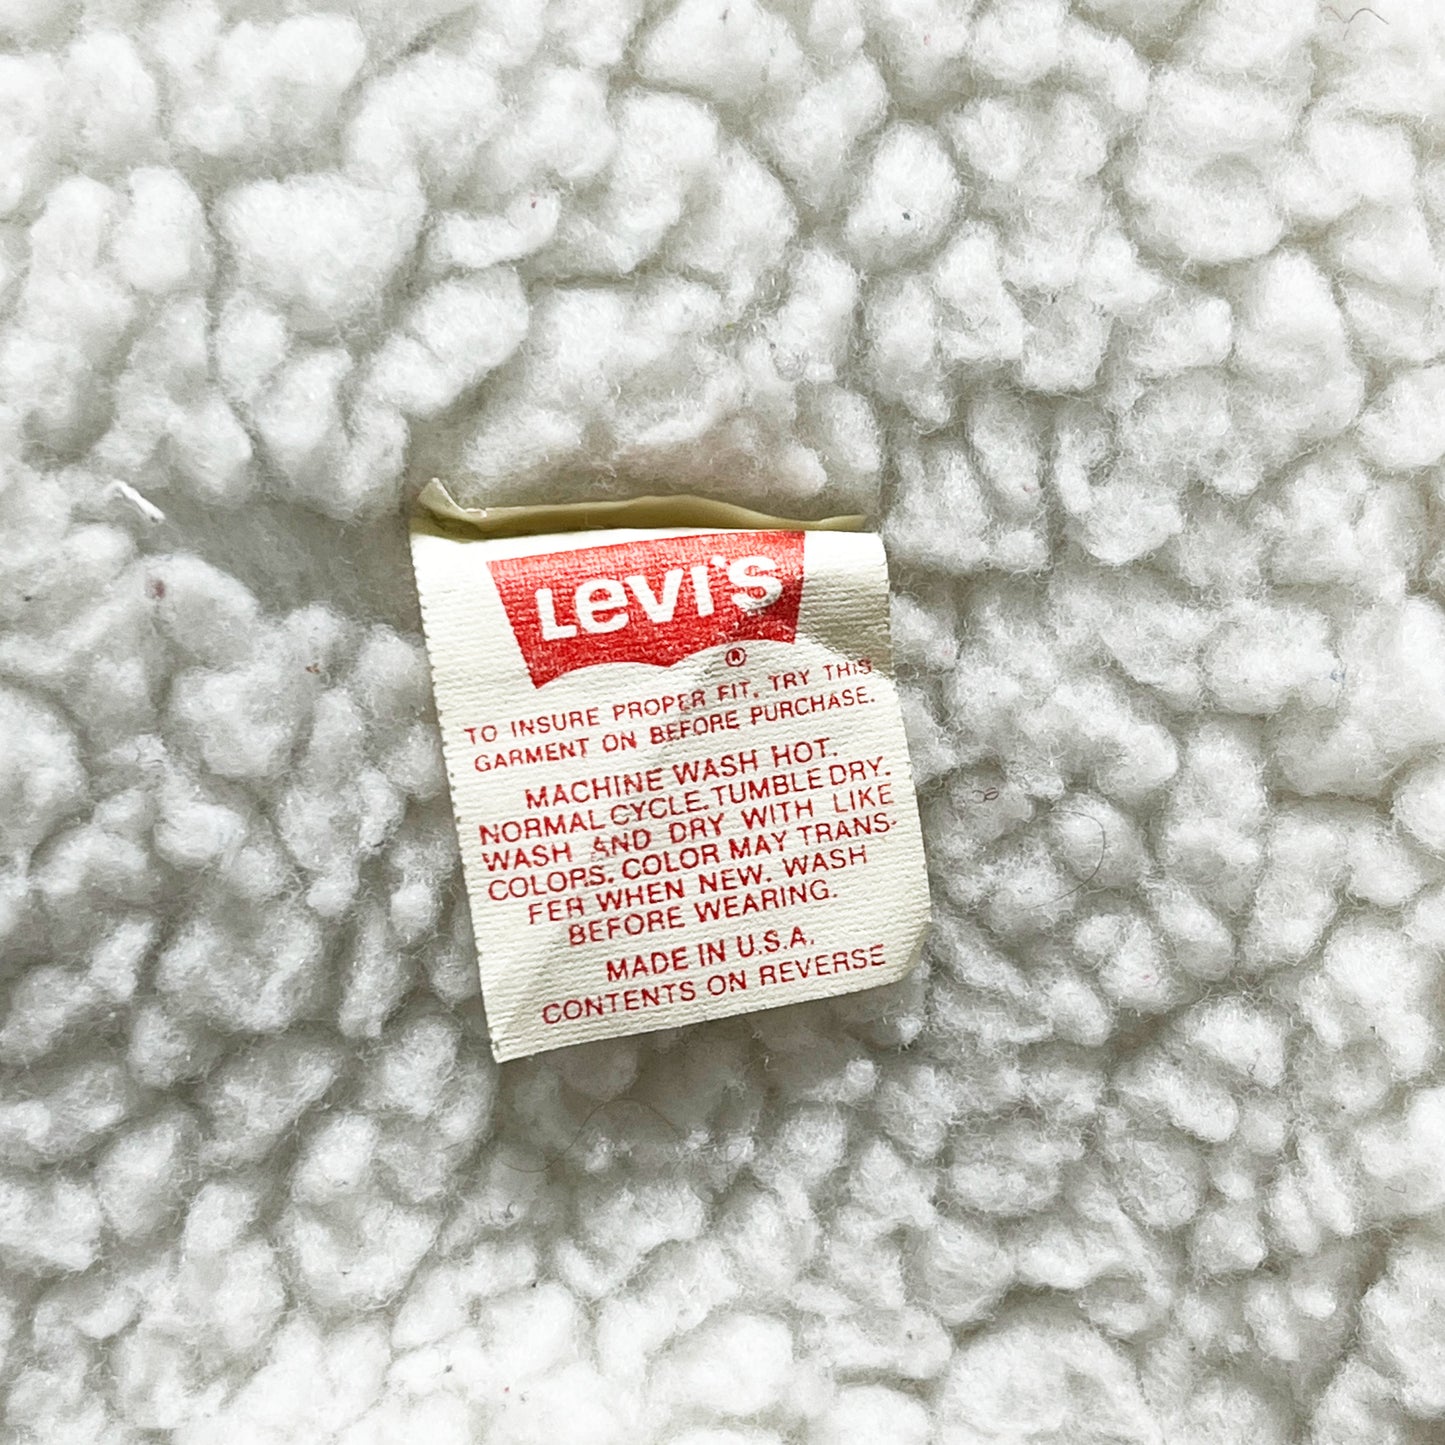 Levi's
®
TO INSURE PROPER FIT, TRY THIS
GARMENT ON BEFORE PURCHASE.
MACHINE WASH HOT.
NORMAL CYCLE. TUMBLE DRY.
WASH AND DRY WITH LIKE
COLORS. COLOR MAY TRANS-
FER WHEN NEW. WASH
BEFORE WEARING.
MADE IN U.S.A.
CONTENTS ON REVERSE